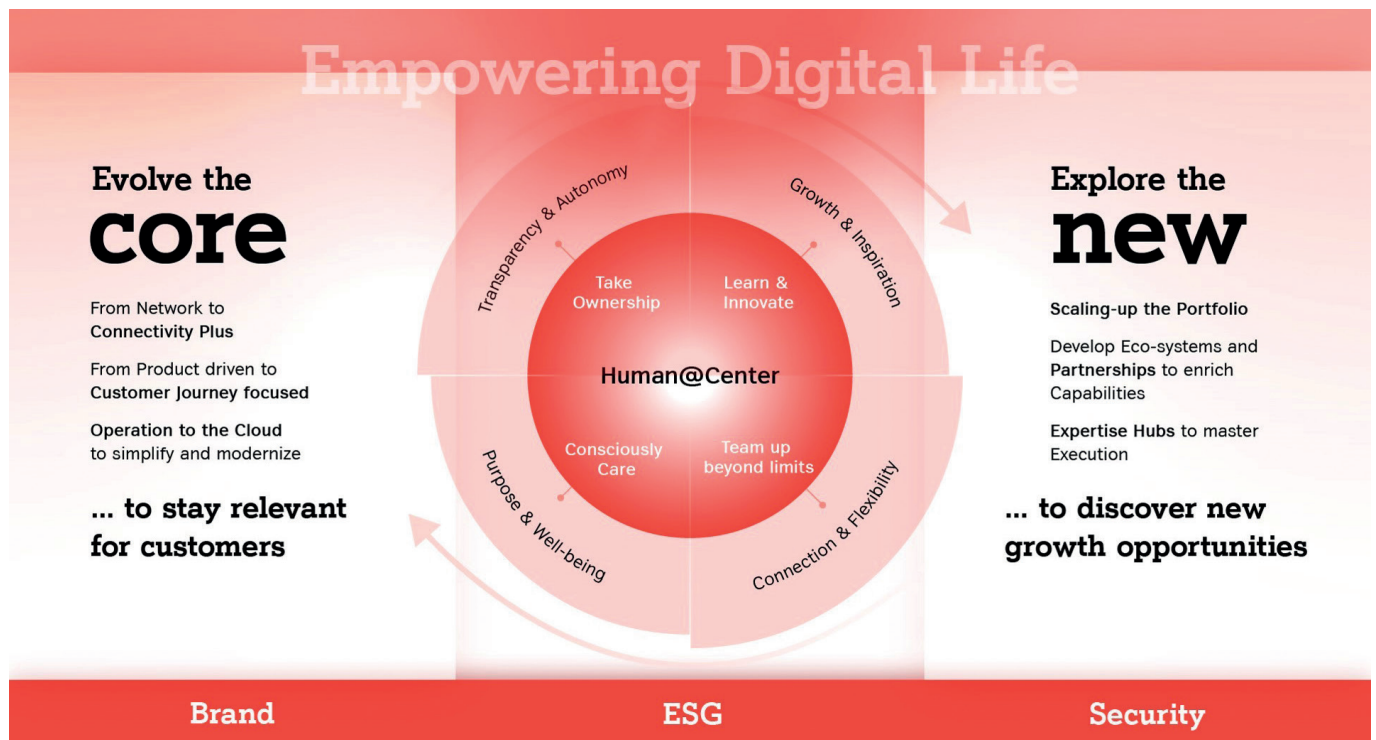 Empowering Digital Life
Evolve the
core
From Network to
Connectivity Plus
From Product driven to
Customer Journey focused
Operation to the Cloud
to simplify and modernize
... to stay relevant
for customers
Transparency & Autonomy
Growth & Inspiration
Take
Ownership
Learn &
Innovate
Human@Center
Consciously
Care
Team up
beyond limits
Purpose & Well-being
Connection & Flexibility
Explore the
new
Scaling-up the Portfolio
Develop Eco-systems and
Partnerships to enrich
Capabilities
Expertise Hubs to master
Execution
... to discover new
growth opportunities
Brand
ESG
Security